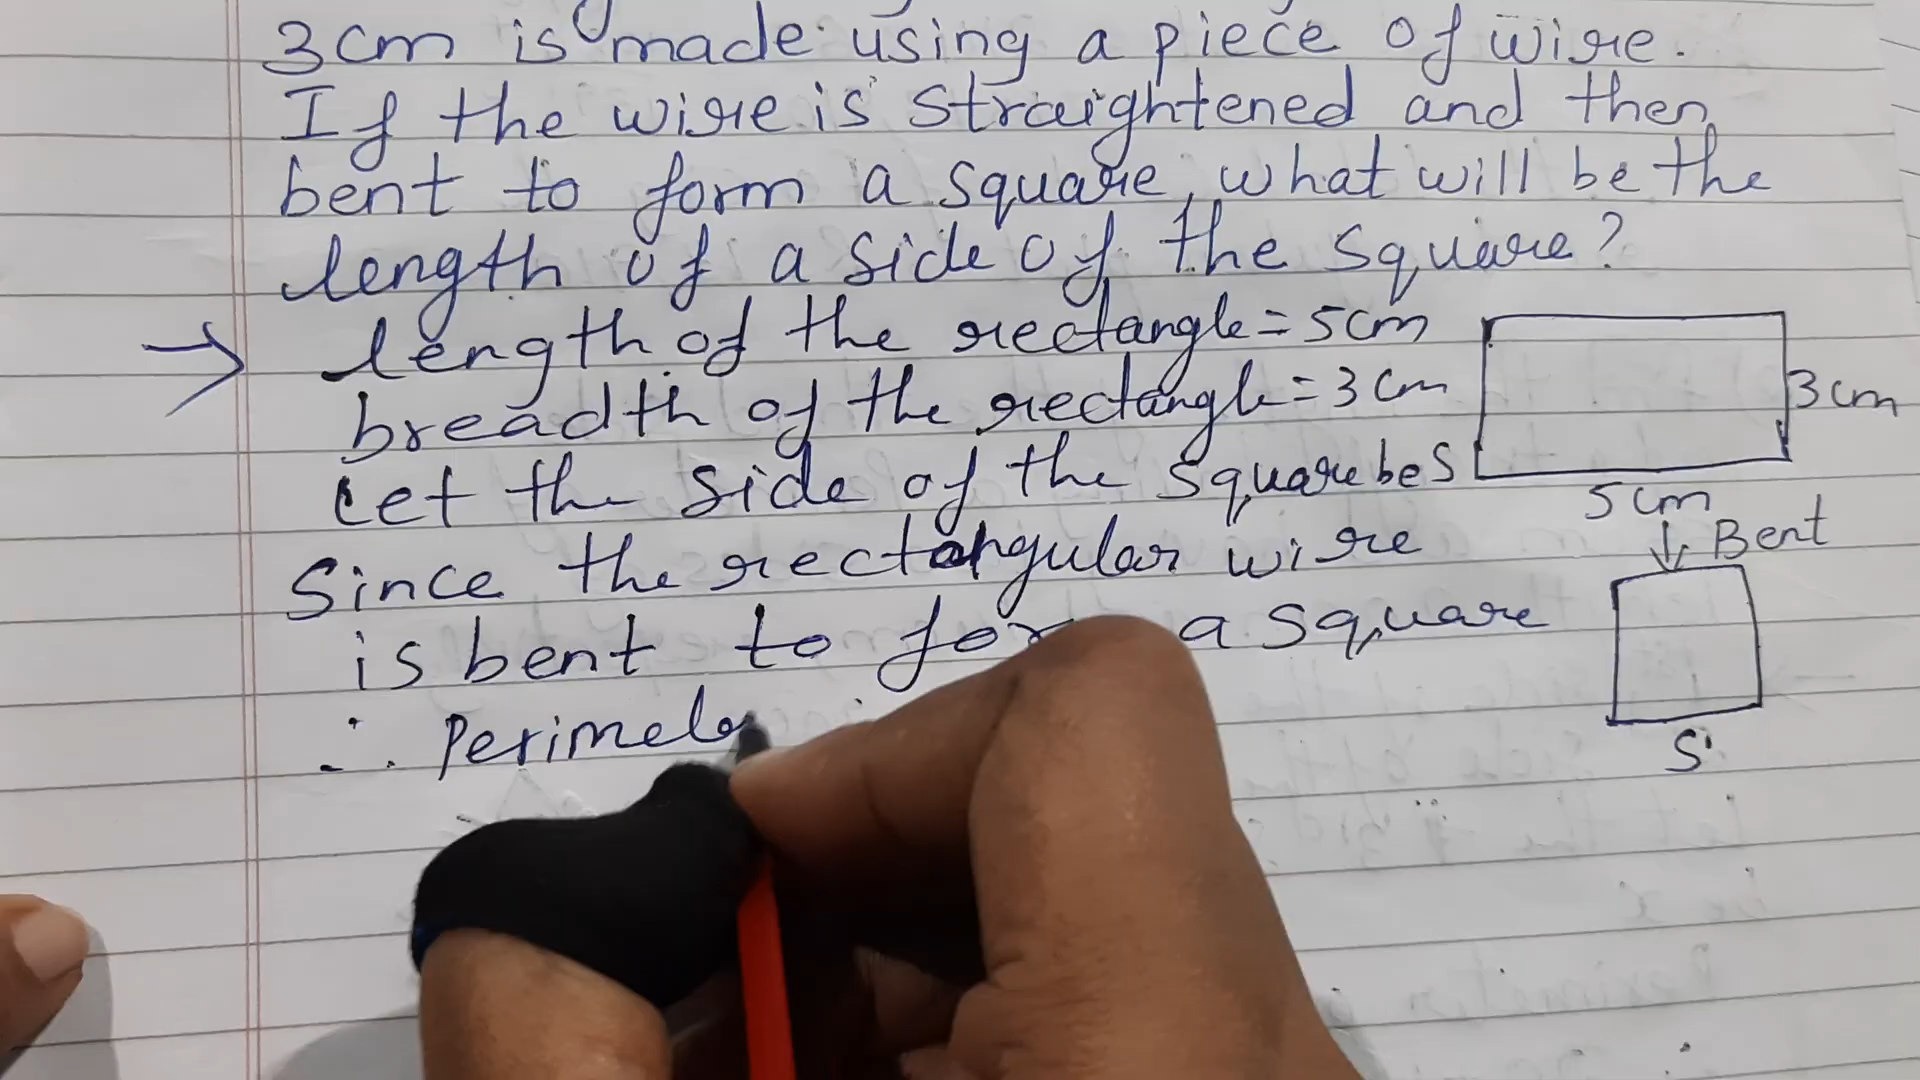 3cm is made using a piece of wire.
If the wire is straightened and then
bent to form a square, what will be the
length of a side of the square?
→ length of the rectangle = 5cm
breadth of the rectangle = 3cm
Let the side of the square be S
Since the rectangular wire
is bent to for a square
∴ Perimete
3cm
5cm
↓ Bent
S